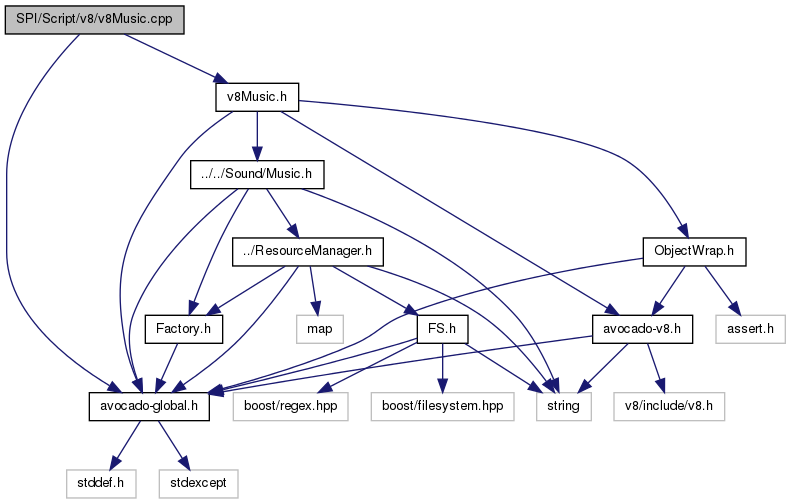 SPI/Script/v8/v8Music.cpp
v8Music.h
../../Sound/Music.h
../ResourceManager.h
ObjectWrap.h
Factory.h
map
FS.h
avocado-v8.h
assert.h
avocado-global.h
boost/regex.hpp
boost/filesystem.hpp
string
v8/include/v8.h
stddef.h
stdexcept